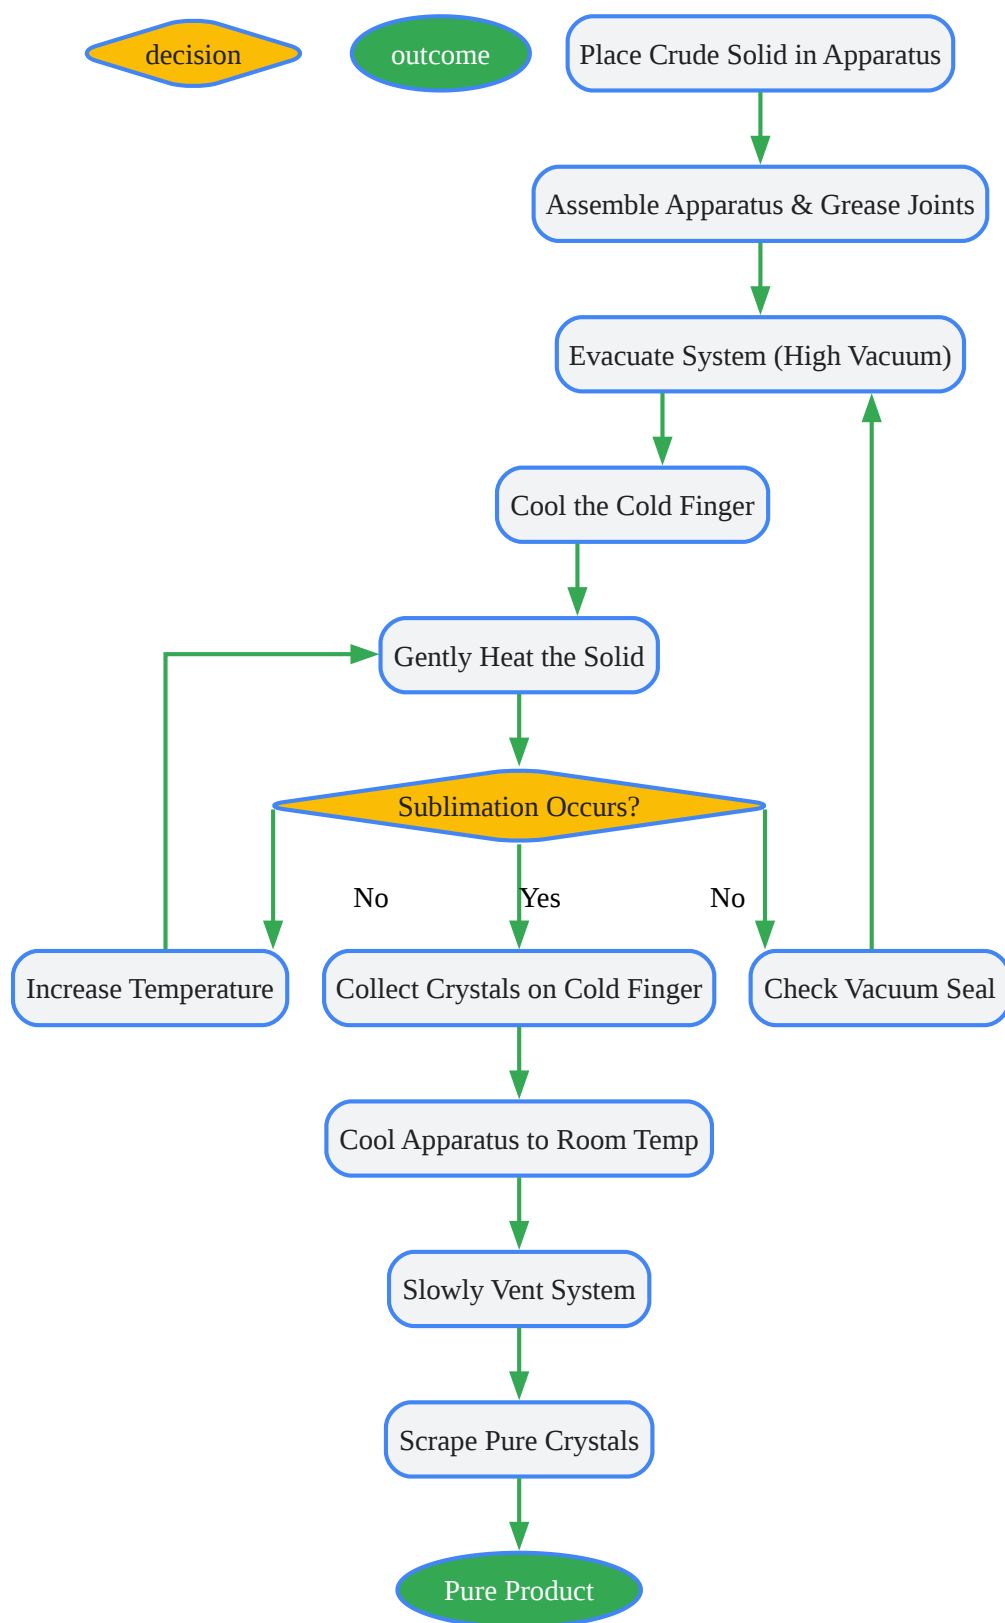 decision
outcome
Place Crude Solid in Apparatus
Assemble Apparatus & Grease Joints
Evacuate System (High Vacuum)
Cool the Cold Finger
Gently Heat the Solid
Sublimation Occurs?
No
Yes
No
Increase Temperature
Collect Crystals on Cold Finger
Check Vacuum Seal
Cool Apparatus to Room Temp
Slowly Vent System
Scrape Pure Crystals
Pure Product